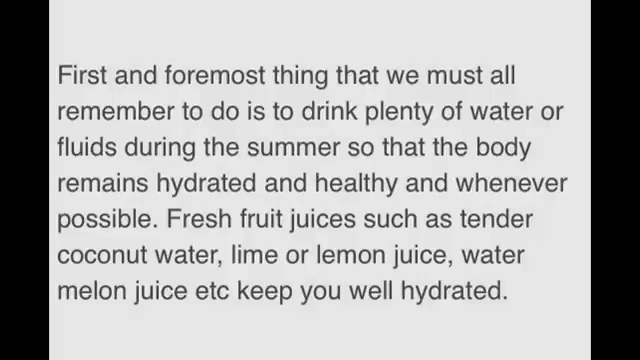 First and foremost thing that we must all
remember to do is to drink plenty of water or
fluids during the summer so that the body
remains hydrated and healthy and whenever
possible. Fresh fruit juices such as tender
coconut water, lime or lemon juice, water
melon juice etc keep you well hydrated.